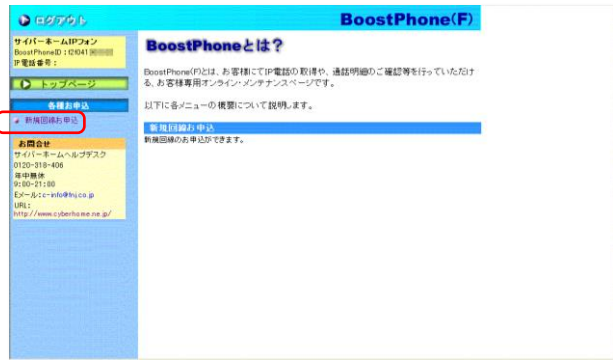 ログアウト
BoostPhone(F)
サイバーホームIPフォン
BoostPhoneID：f21041
IP電話番号：
トップページ
各種お申込
新規回線お申込
お問合せ
サイバーホームヘルプデスク
0120-318-406
年中無休
9:00-21:00
Eメール:c-info@fnj.co.jp
URL:
http://www.cyberhome.ne.jp/
BoostPhoneとは？
BoostPhone(F)とは、お客様にてIP電話の取得や、通話明細のご確認等を行っていただけ
る、お客様専用オンライン・メンテナンスページです。
以下に各メニューの概要について説明します。
新規回線お申込
新規回線のお申込ができます。